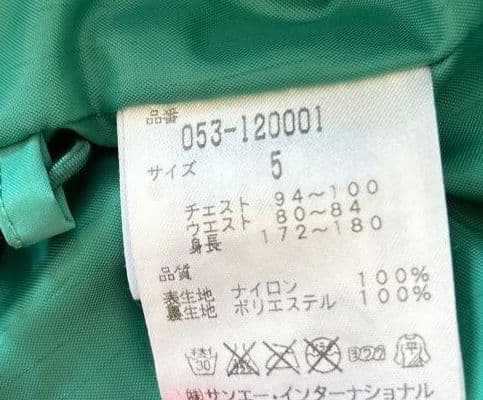 品番
053-120001
サイズ 5
チェスト 94～100
ウエスト 80～84
身長 172～180
品質
表生地 ナイロン 100%
裏生地 ポリエステル 100%
30
㈱サンエー・インターナショナル